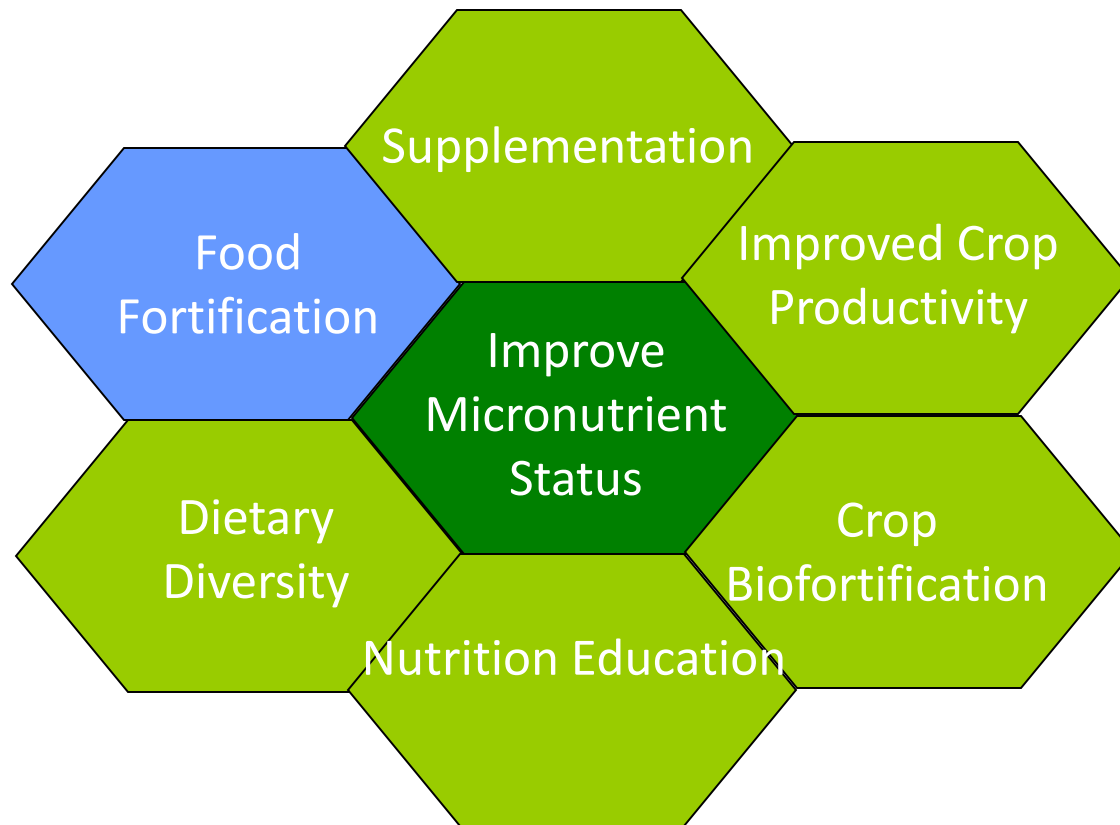 Supplementation
Food
Fortification
Improved Crop
Productivity
Improve
Micronutrient
Status
Dietary
Diversity
Crop
Biofortification
Nutrition Education